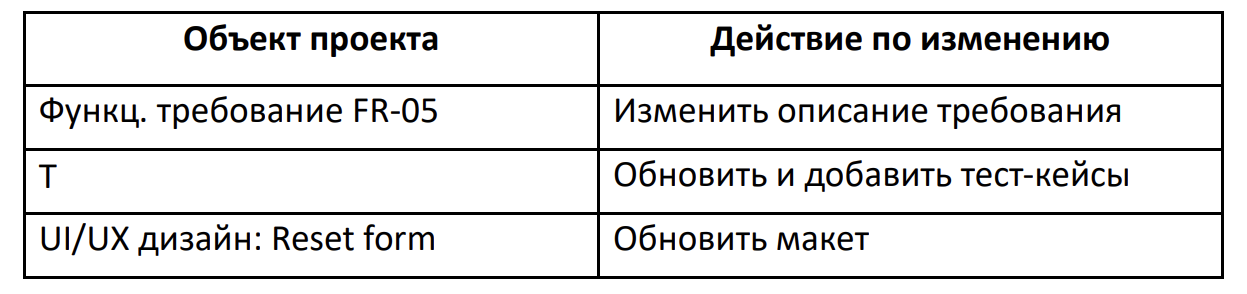 Объект проекта
Действие по изменению
Функц. требование FR-05
Изменить описание требования
Т
Обновить и добавить тест-кейсы
UI/UX дизайн: Reset form
Обновить макет